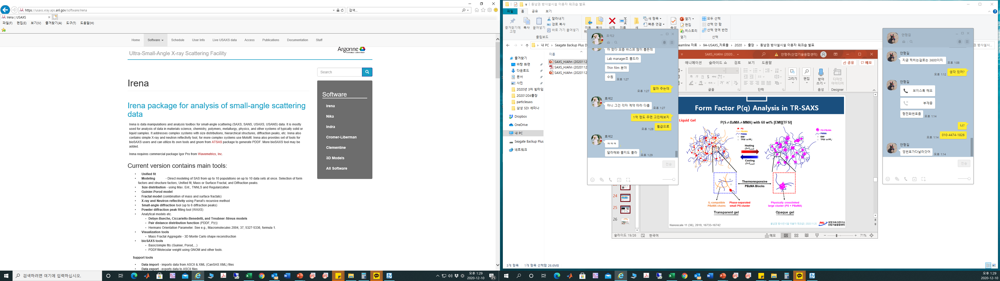 https://usaxs.xray.aps.anl.gov/software/irena
검색...
Irena | USAXS
파일(F) 편집(E) 보기(V) 즐겨찾기(A) 도구(T) 도움말(H)
Home Software Schedule User Info Live USAXS data Access Publications Documentation Staff
Ultra-Small-Angle X-ray Scattering Facility
Argonne
NATIONAL LABORATORY
Search
Irena
Irena package for analysis of small-angle scattering
data
Irena is data manipulations and analysis toolbox for small-angle scattering (SAXS, SANS, USAXS, USANS) data. It is mostly
used for analysis of data in materials science, chemistry, polymers, metallurgy, physics, and other systems of typically solid or
liquid samples. It addresses complex systems with size distributions, hierarchical structures, diffraction peaks, etc. Irena also
contains simple X-ray and neutron reflectivity tool, for more complex systems use Motofit. Irena also provides set of tools for
bioSAXS users and can utilize its own tools and gnom from ATSAS package to generate PDDF. More bioSAXS tool may be
added.
Irena requires commercial package Igor Pro from Wavemetrics, Inc.
Current version contains main tools:
• Unified fit
• Modeling - Direct modeling of SAS from up to 10 populations on up to 10 data sets at once. Selection of form
factors and structure factors, Unified fit, Mass or Surface Fractal, and Diffraction peaks.
• Size distribution - using Max. Ent., TNNLS and Regularization
• Guinier-Porod model
• Fractal model (combination of mass and surface fractals)
• X-ray and Neutron reflectivity using Parrat's recursive method
• Small-angle diffraction tool (up to 6 diffraction peaks)
• Powder diffraction peak fitting tool (WAXS)
• Analytical models etc.
Debye-Bueche, Ciccariello-Benedetti, and Treubner-Streus models
Pair distance distribution function (PDDF, P(r))
Hermans Orientation Parameter. See e.g., Macromolecules 2004, 37, 5327-5336, formula 1.
• Visualization tools
Mass Fractal Aggregate - 3D Monte Carlo shape reconstruction
• bioSAXS tools
Basic/simple fits (Guinier, Porod,...)
PDDF/Molecular weight using GNOM and other tools.
Support tools
• Data import - imports data from ASCII & XML (CanSAS XML) files
• Data export - exports data to ASCII files
Software
Irena
Nika
Indra
Cromer-Liberman
Clementine
3D Models
All Software
검색하려면 여기에 입력하십시오.
오후 1:29
2020-12-10
25
동남권 방사설시설 이용자 워크숍 발표
파일 홈 공유 보기
즐겨찾기에
고정
복사
붙여넣기
잘라내기
경로 복사
바로 가기 붙여넣기
클립보드
이동
위
복사
삭제
이름
새
새 항목
빠른 연결
속성
열기
편집
히스토리
열기
모두 선택
선택 안 함
선택 영역 반전
선택
내 PC > Seagate Backup Plus D
eamline 자료 > 9A-USAXS_자료들 > 2020 > 출장 > 동남권 방사설시설 이용자 워크숍 발표
이름
SAXS_HJAhn (2020112
SAXS_HJAhn (2020112
SAXS_HJAhn (2020112
즐겨찾기
바탕 화면
다운로드
문서
사진
2020년 3차 빔타임
20201204출장
particlesaxs
삼성 SDI 세미나
Dropbox
OneDrive
내 PC
Seagate Backup Plus
네트워크
3개 항목 1개 항목 선택함 26.6MB
효석2
아 맞다 요즘 바스프 많이 뽑든데
Lab manager조 뽑드라
Thin film 분야
수원
오후 1:27
얼마 주는데
오후 1:27
효석2
아니 그건 각자 계약 따라 다름
오후 1:27
1억 정도 주면 고민해보지
월급으로
오후 1:28
효석2
ㅋㅋㅋ
달라해봐 줄지도 몰라
오후 1:29
전송
SAXS_HJAhn (2020...
안형주(산업기술융합센터)
애니메이션 슬라이드 쇼 검토 보기 도움말
공유 메모
글꼴
단락
그리기
편집
받아
쓰기
음성
디자인
아이디어
Designer
24
25
26
Form Factor P(q) Analysis in TR-SAXS
Liquid Gel
P(S-r-BzMA-r-MMA) with 60 wt% [EMI][TFSI]
PS
PBzMA
PMMA
EMI⁺
TFSI⁻ or PF₆⁻
PS+PBzMA
PMMA
EMI⁺
TFSI⁻ or PF₆⁻
Heating
(T>T_LCST)
Cooling
(T<T_LCST)
Thermoresponsive
PBzMA Blocks
IL-compatible
PBzMA chains
Phase-separated
small PS cluster
Physically crosslinked
large cluster (PS + PBzMA)
Transparent gel
Opaque gel
Nanoscale 11 (36), 2019, 16733-16742
동남권 방사선시설 이용자 워크샵 | 2020.11.25
PAL
포항가속기연구소
산업기술융합센터
슬라이드 19/26 한국어
메모
71%
안형길
안형길
지금 찍히는걸로는 3600이지
오후 1:08
생각 있어?
오후 1:12
안형길
보이스톡 해요
부재중
형전화번호좀
오후 1:14
나?
010-4474-1826
오후 1:14
안형길
영번호가다날라갓어
오후 1:14
전송
오후 1:29
2020-12-10